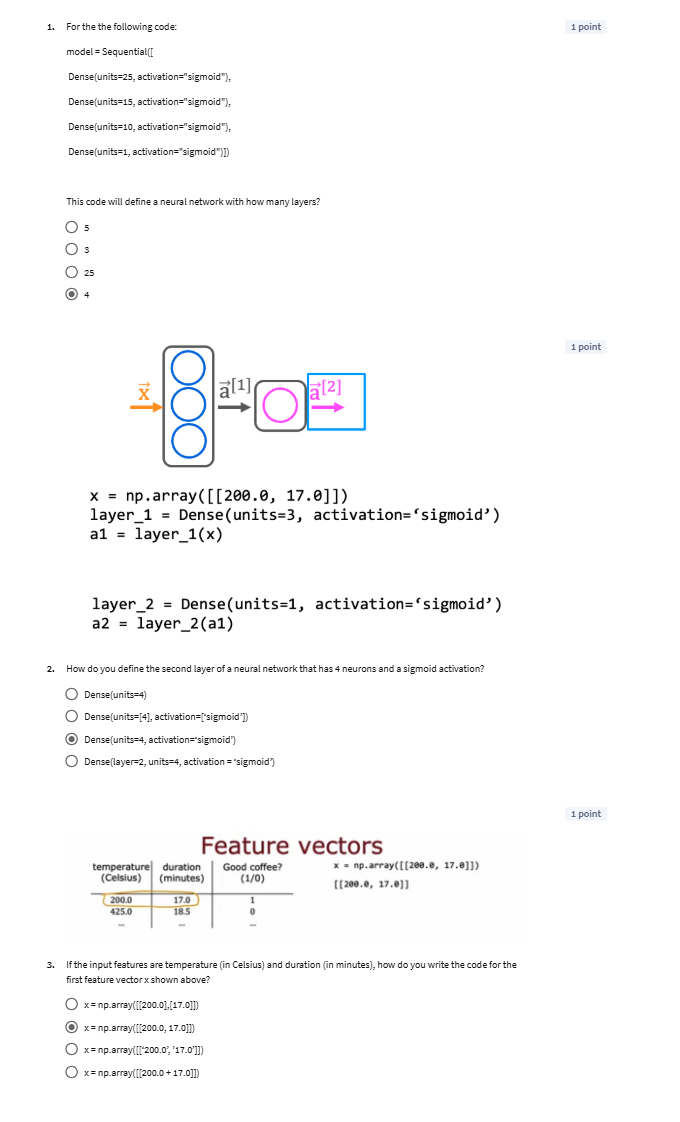 1. For the the following code:
1 point
model = Sequential([
Dense(units=25, activation="sigmoid"),
Dense(units=15, activation="sigmoid"),
Dense(units=10, activation="sigmoid"),
Dense(units=1, activation="sigmoid")])
This code will define a neural network with how many layers?
5
3
25
4
1 point
x⃗
a⃗[1]
a⃗[2]
x = np.array([[200.0, 17.0]])
layer_1 = Dense(units=3, activation=‘sigmoid’)
a1 = layer_1(x)
layer_2 = Dense(units=1, activation=‘sigmoid’)
a2 = layer_2(a1)
2. How do you define the second layer of a neural network that has 4 neurons and a sigmoid activation?
Dense(units=4)
Dense(units=[4], activation=['sigmoid'])
Dense(units=4, activation='sigmoid')
Dense(layer=2, units=4, activation = 'sigmoid')
1 point
Feature vectors
temperature (Celsius)
duration (minutes)
Good coffee? (1/0)
x = np.array([[200.0, 17.0]])
[[200.0, 17.0]]
200.0 17.0 1
425.0 18.5 0
... ... ...
3. If the input features are temperature (in Celsius) and duration (in minutes), how do you write the code for the
first feature vector x shown above?
x = np.array([[200.0],[17.0]])
x = np.array([[200.0, 17.0]])
x = np.array([['200.0', '17.0']])
x = np.array([[200.0 + 17.0]])